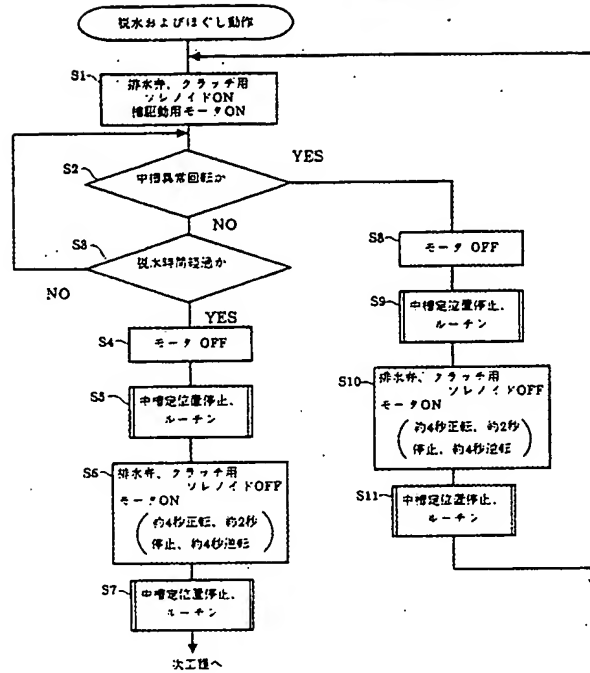 脱水およびほぐし動作
S1
排水弁、クラッチ用
ソレノイドON
槽駆動用モータON
S2
中槽異常回転か
YES
NO
S3
脱水時間経過か
NO
YES
S4
モータ OFF
S5
中槽定位置停止、
ルーチン
S6
排水弁、クラッチ用
ソレノイドOFF
モータON
(約4秒正転、約2秒
停止、約4秒逆転)
S7
中槽定位置停止、
ルーチン
次工程へ
S8
モータ OFF
S9
中槽定位置停止、
ルーチン
S10
排水弁、クラッチ用
ソレノイドOFF
モータON
(約4秒正転、約2秒
停止、約4秒逆転)
S11
中槽定位置停止、
ルーチン